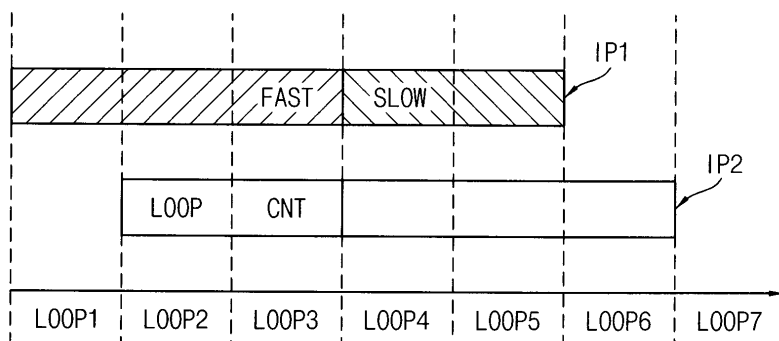 IP1
FAST SLOW
IP2
LOOP CNT
LOOP1 LOOP2 LOOP3 LOOP4 LOOP5 LOOP6 LOOP7